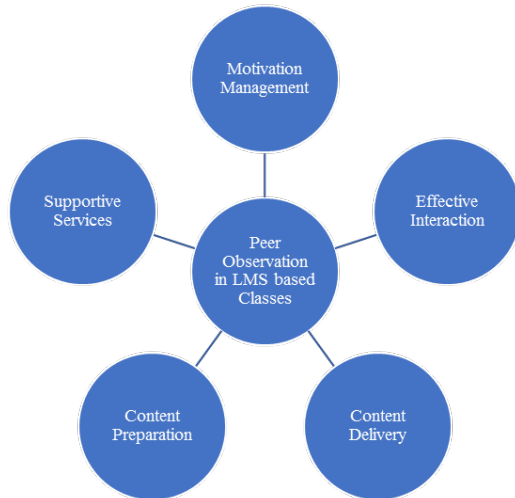 Motivation
Management
Supportive
Services
Effective
Interaction
Peer
Observation
in LMS based
Classes
Content
Preparation
Content
Delivery